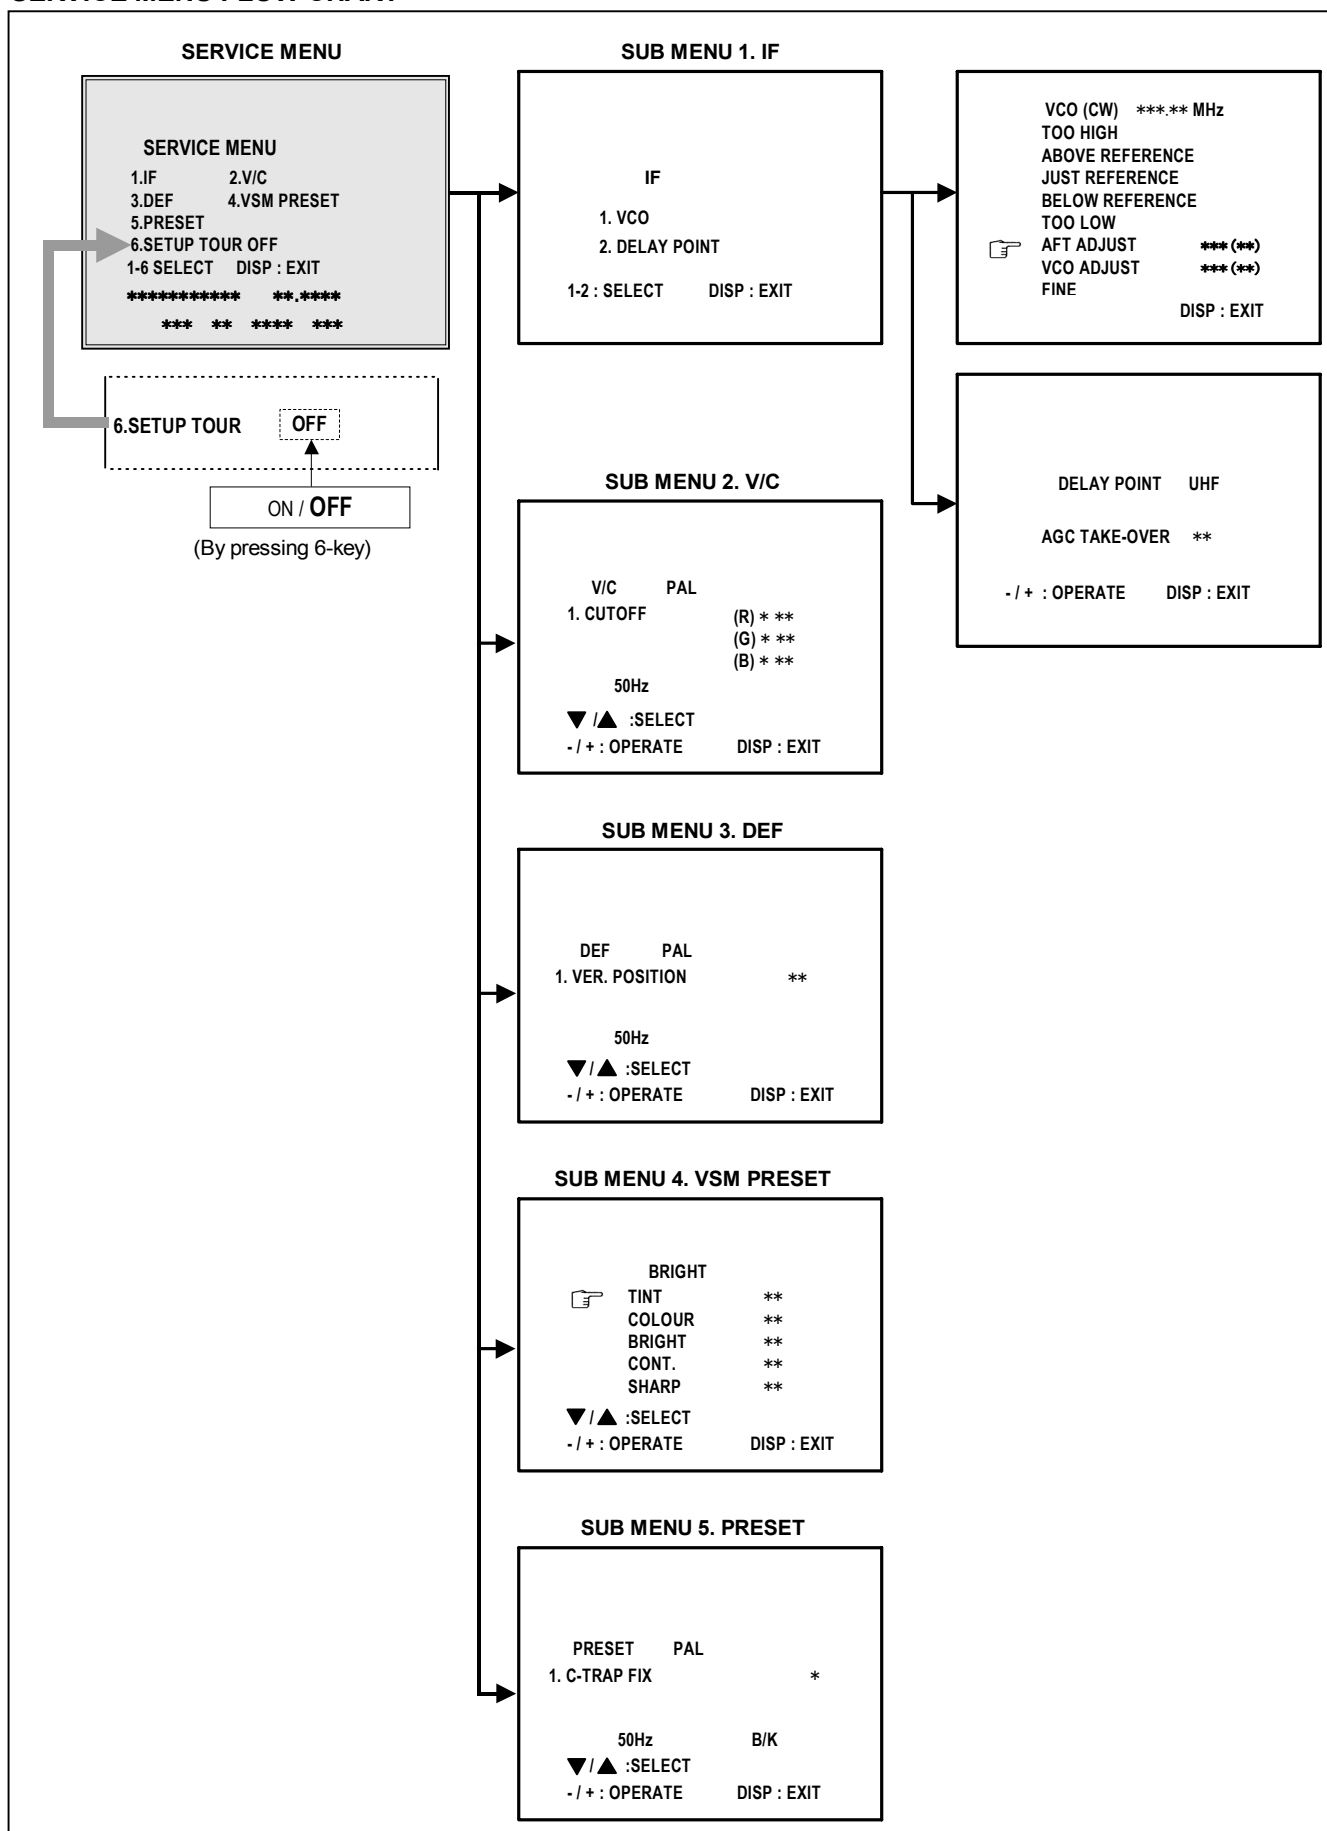 SERVICE MENU FLOW CHART
SERVICE MENU
SERVICE MENU
1.IF 2.V/C
3.DEF 4.VSM PRESET
5.PRESET
6.SETUP TOUR OFF
1-6 SELECT DISP : EXIT
*********** **.****
*** ** **** ***
6.SETUP TOUR OFF
ON / OFF
(By pressing 6-key)
SUB MENU 1. IF
IF
1. VCO
2. DELAY POINT
1-2 : SELECT DISP : EXIT
VCO (CW) ***.** MHz
TOO HIGH
ABOVE REFERENCE
JUST REFERENCE
BELOW REFERENCE
TOO LOW
AFT ADJUST ***(**)
VCO ADJUST ***(**)
FINE
DISP : EXIT
DELAY POINT UHF
AGC TAKE-OVER **
- / + : OPERATE DISP : EXIT
SUB MENU 2. V/C
V/C PAL
1. CUTOFF (R) * **
(G) * **
(B) * **
50Hz
▼ /▲ :SELECT
- / + : OPERATE DISP : EXIT
SUB MENU 3. DEF
DEF PAL
1. VER. POSITION **
50Hz
▼/▲ :SELECT
- / + : OPERATE DISP : EXIT
SUB MENU 4. VSM PRESET
BRIGHT
TINT **
COLOUR **
BRIGHT **
CONT. **
SHARP **
▼/▲ :SELECT
- / + : OPERATE DISP : EXIT
SUB MENU 5. PRESET
PRESET PAL
1. C-TRAP FIX *
50Hz B/K
▼/▲ :SELECT
- / + : OPERATE DISP : EXIT